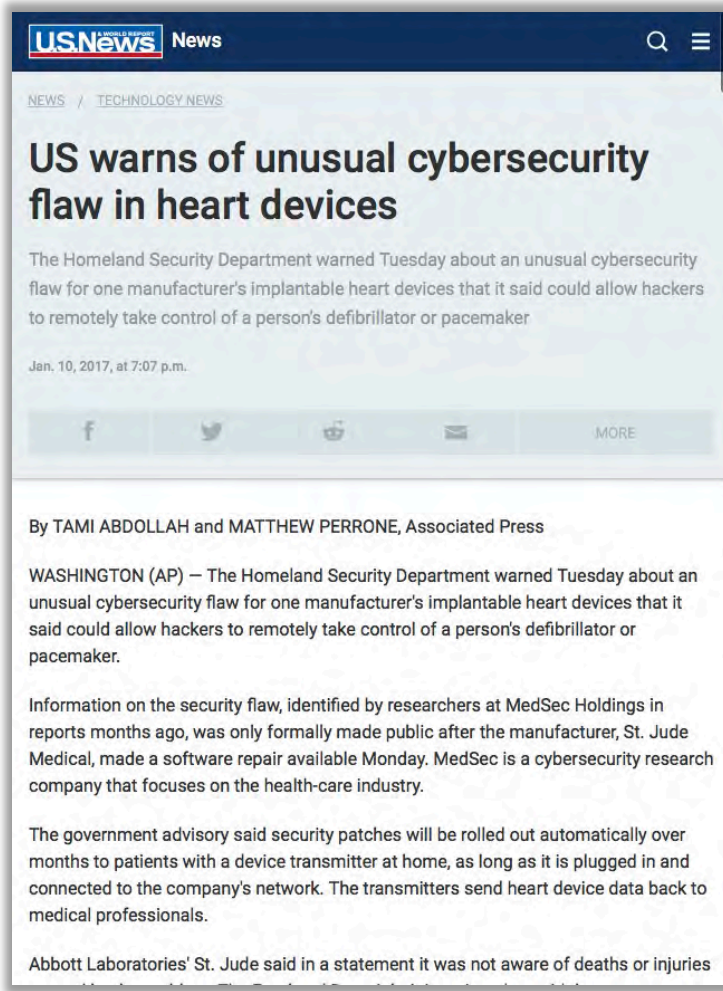 U.S.News & WORLD REPORT News
NEWS / TECHNOLOGY NEWS
US warns of unusual cybersecurity
flaw in heart devices
The Homeland Security Department warned Tuesday about an unusual cybersecurity
flaw for one manufacturer's implantable heart devices that it said could allow hackers
to remotely take control of a person's defibrillator or pacemaker
Jan. 10, 2017, at 7:07 p.m.
MORE
By TAMI ABDOLLAH and MATTHEW PERRONE, Associated Press
WASHINGTON (AP) — The Homeland Security Department warned Tuesday about an
unusual cybersecurity flaw for one manufacturer's implantable heart devices that it
said could allow hackers to remotely take control of a person's defibrillator or
pacemaker.
Information on the security flaw, identified by researchers at MedSec Holdings in
reports months ago, was only formally made public after the manufacturer, St. Jude
Medical, made a software repair available Monday. MedSec is a cybersecurity research
company that focuses on the health-care industry.
The government advisory said security patches will be rolled out automatically over
months to patients with a device transmitter at home, as long as it is plugged in and
connected to the company's network. The transmitters send heart device data back to
medical professionals.
Abbott Laboratories' St. Jude said in a statement it was not aware of deaths or injuries